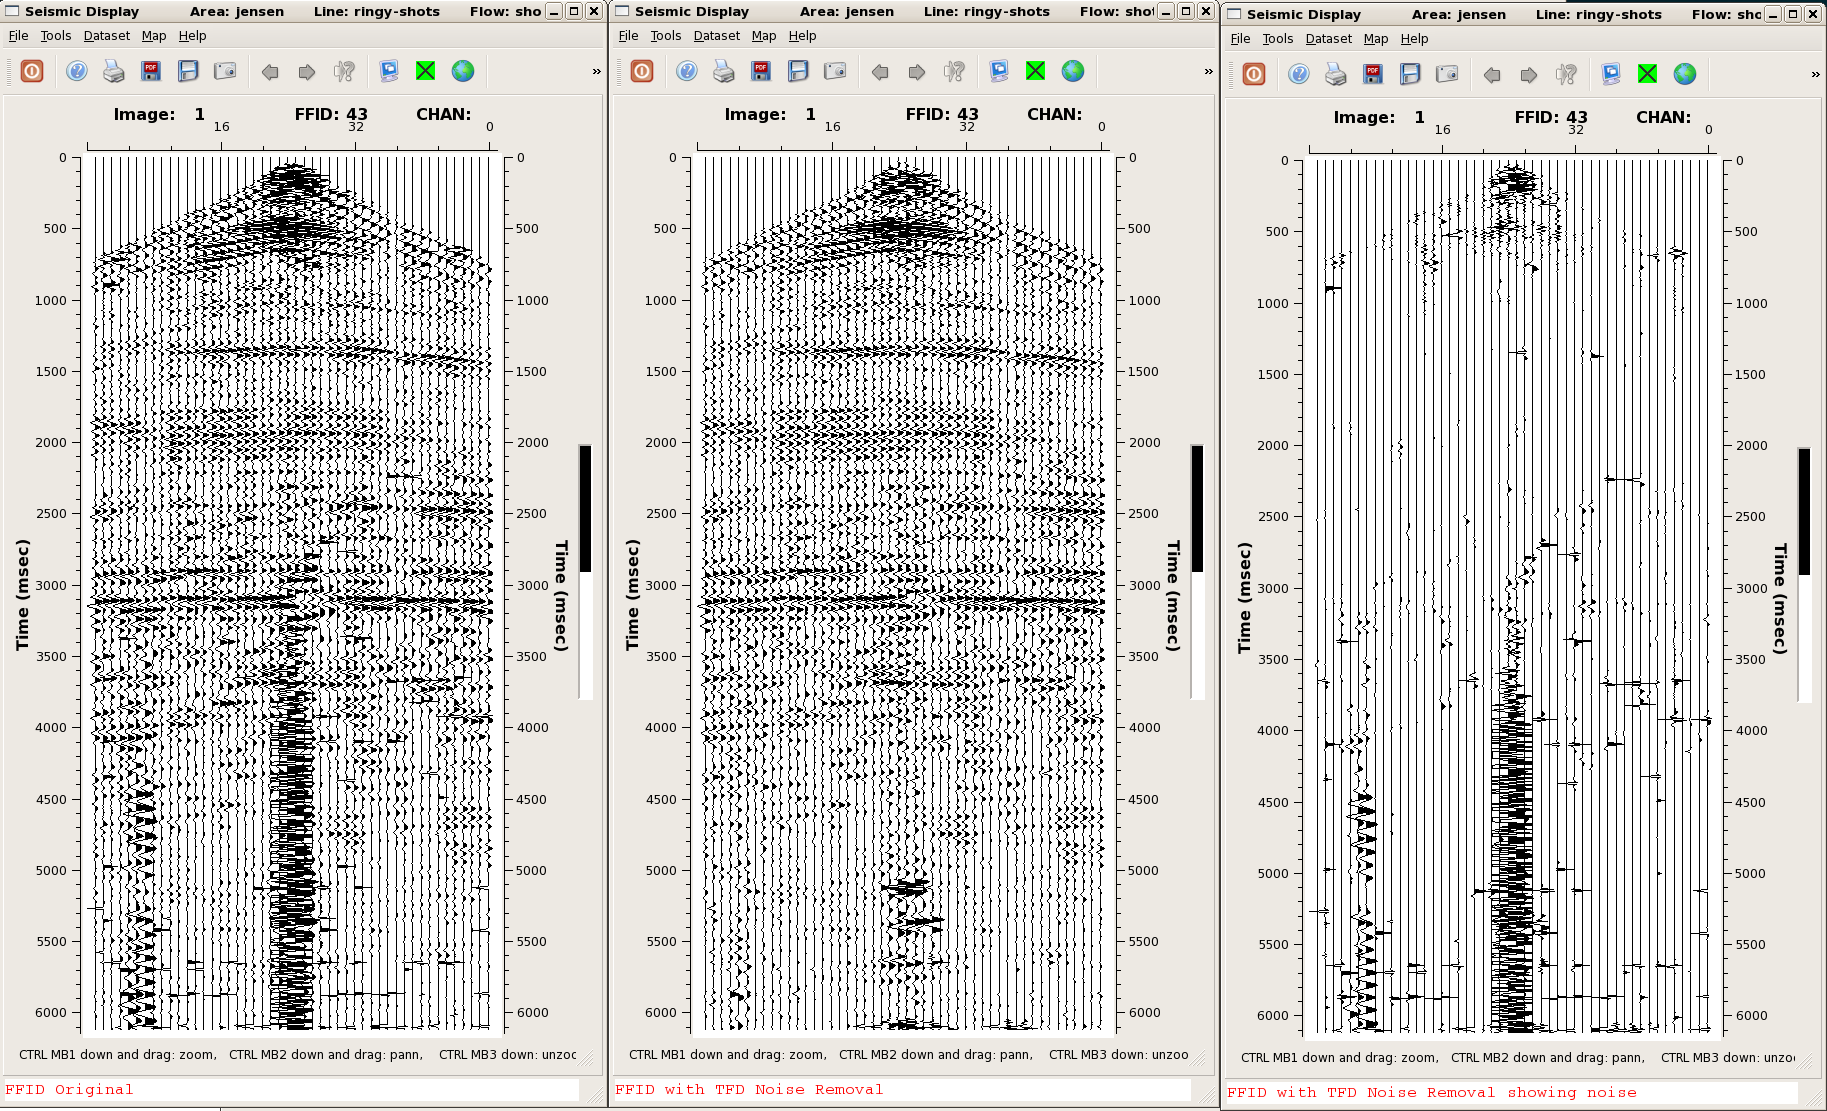 Seismic Display Area: jensen Line: ringy-shots Flow: sho
File Tools Dataset Map Help
»
Image: 1 FFID: 43 CHAN:
16 32 0
0 0
500 500
1000 1000
1500 1500
2000 2000
2500 2500
3000 3000
3500 3500
4000 4000
4500 4500
5000 5000
5500 5500
6000 6000
Time (msec)
Time (msec)
CTRL MB1 down and drag: zoom, CTRL MB2 down and drag: pann, CTRL MB3 down: unzoc
FFID Original
Seismic Display Area: jensen Line: ringy-shots Flow: shot
File Tools Dataset Map Help
»
Image: 1 FFID: 43 CHAN:
16 32 0
0 0
500 500
1000 1000
1500 1500
2000 2000
2500 2500
3000 3000
3500 3500
4000 4000
4500 4500
5000 5000
5500 5500
6000 6000
Time (msec)
Time (msec)
CTRL MB1 down and drag: zoom, CTRL MB2 down and drag: pann, CTRL MB3 down: unzoo
FFID with TFD Noise Removal
Seismic Display Area: jensen Line: ringy-shots Flow: sho
File Tools Dataset Map Help
»
Image: 1 FFID: 43 CHAN:
16 32 0
0 0
500 500
1000 1000
1500 1500
2000 2000
2500 2500
3000 3000
3500 3500
4000 4000
4500 4500
5000 5000
5500 5500
6000 6000
Time (msec)
Time (msec)
CTRL MB1 down and drag: zoom, CTRL MB2 down and drag: pann, CTRL MB3 down: unzoo
FFID with TFD Noise Removal showing noise